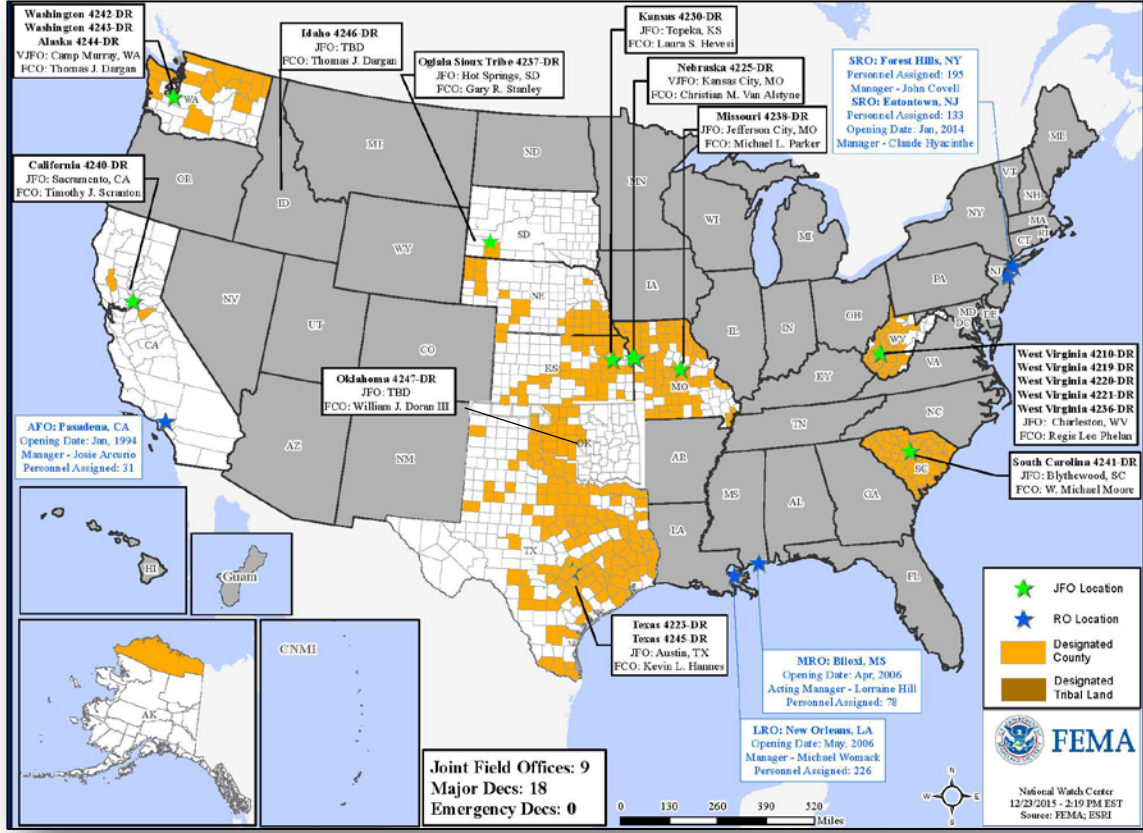 Washington 4242-DR
Washington 4243-DR
Alaska 4244-DR
VJFO: Camp Murray, WA
FCO: Thomas J. Dargan
Idaho 4246-DR
JFO: TBD
FCO: Thomas J. Dargan
Oglala Sioux Tribe 4237-DR
JFO: Hot Springs, SD
FCO: Gary R. Stanley
Kansas 4230-DR
JFO: Topeka, KS
FCO: Laura S. Hevesi
Nebraska 4225-DR
VJFO: Kansas City, MO
FCO: Christian M. Van Alstyne
Missouri 4238-DR
JFO: Jefferson City, MO
FCO: Michael L. Parker
SRO: Forest Hills, NY
Personnel Assigned: 195
Manager - John Covell
SRO: Eatontown, NJ
Personnel Assigned: 133
Opening Date: Jan, 2014
Manager - Claude Hyacinthe
California 4240-DR
JFO: Sacramento, CA
FCO: Timothy J. Scranton
WA
OR
MT
ID
WY
ND
SD
MN
WI
MI
NY
VT
NH
ME
MA
RI
CT
NJ
PA
NV
UT
CO
NE
IA
IL
IN
OH
MD
DC
DE
WV
VA
CA
KS
MO
KY
Oklahoma 4247-DR
JFO: TBD
FCO: William J. Doran III
West Virginia 4210-DR
West Virginia 4219-DR
West Virginia 4220-DR
West Virginia 4221-DR
West Virginia 4236-DR
JFO: Charleston, WV
FCO: Regis Leo Phelan
AFO: Pasadena, CA
Opening Date: Jan, 1994
Manager - Josie Arcurio
Personnel Assigned: 31
AZ
NM
OK
AR
TN
NC
SC
MS
AL
GA
LA
TX
FL
South Carolina 4241-DR
JFO: Blythewood, SC
FCO: W. Michael Moore
HI
Guam
AK
CNMI
Texas 4223-DR
Texas 4245-DR
JFO: Austin, TX
FCO: Kevin L. Hannes
MRO: Biloxi, MS
Opening Date: Apr, 2006
Acting Manager - Lorraine Hill
Personnel Assigned: 78
LRO: New Orleans, LA
Opening Date: May, 2006
Manager - Michael Womack
Personnel Assigned: 226
JFO Location
RO Location
Designated
County
Designated
Tribal Land
FEMA
National Watch Center
12/23/2015 - 2:19 PM EST
Source: FEMA; ESRI
Joint Field Offices: 9
Major Decs: 18
Emergency Decs: 0
0 130 260 390 520
Miles
N
W E
S